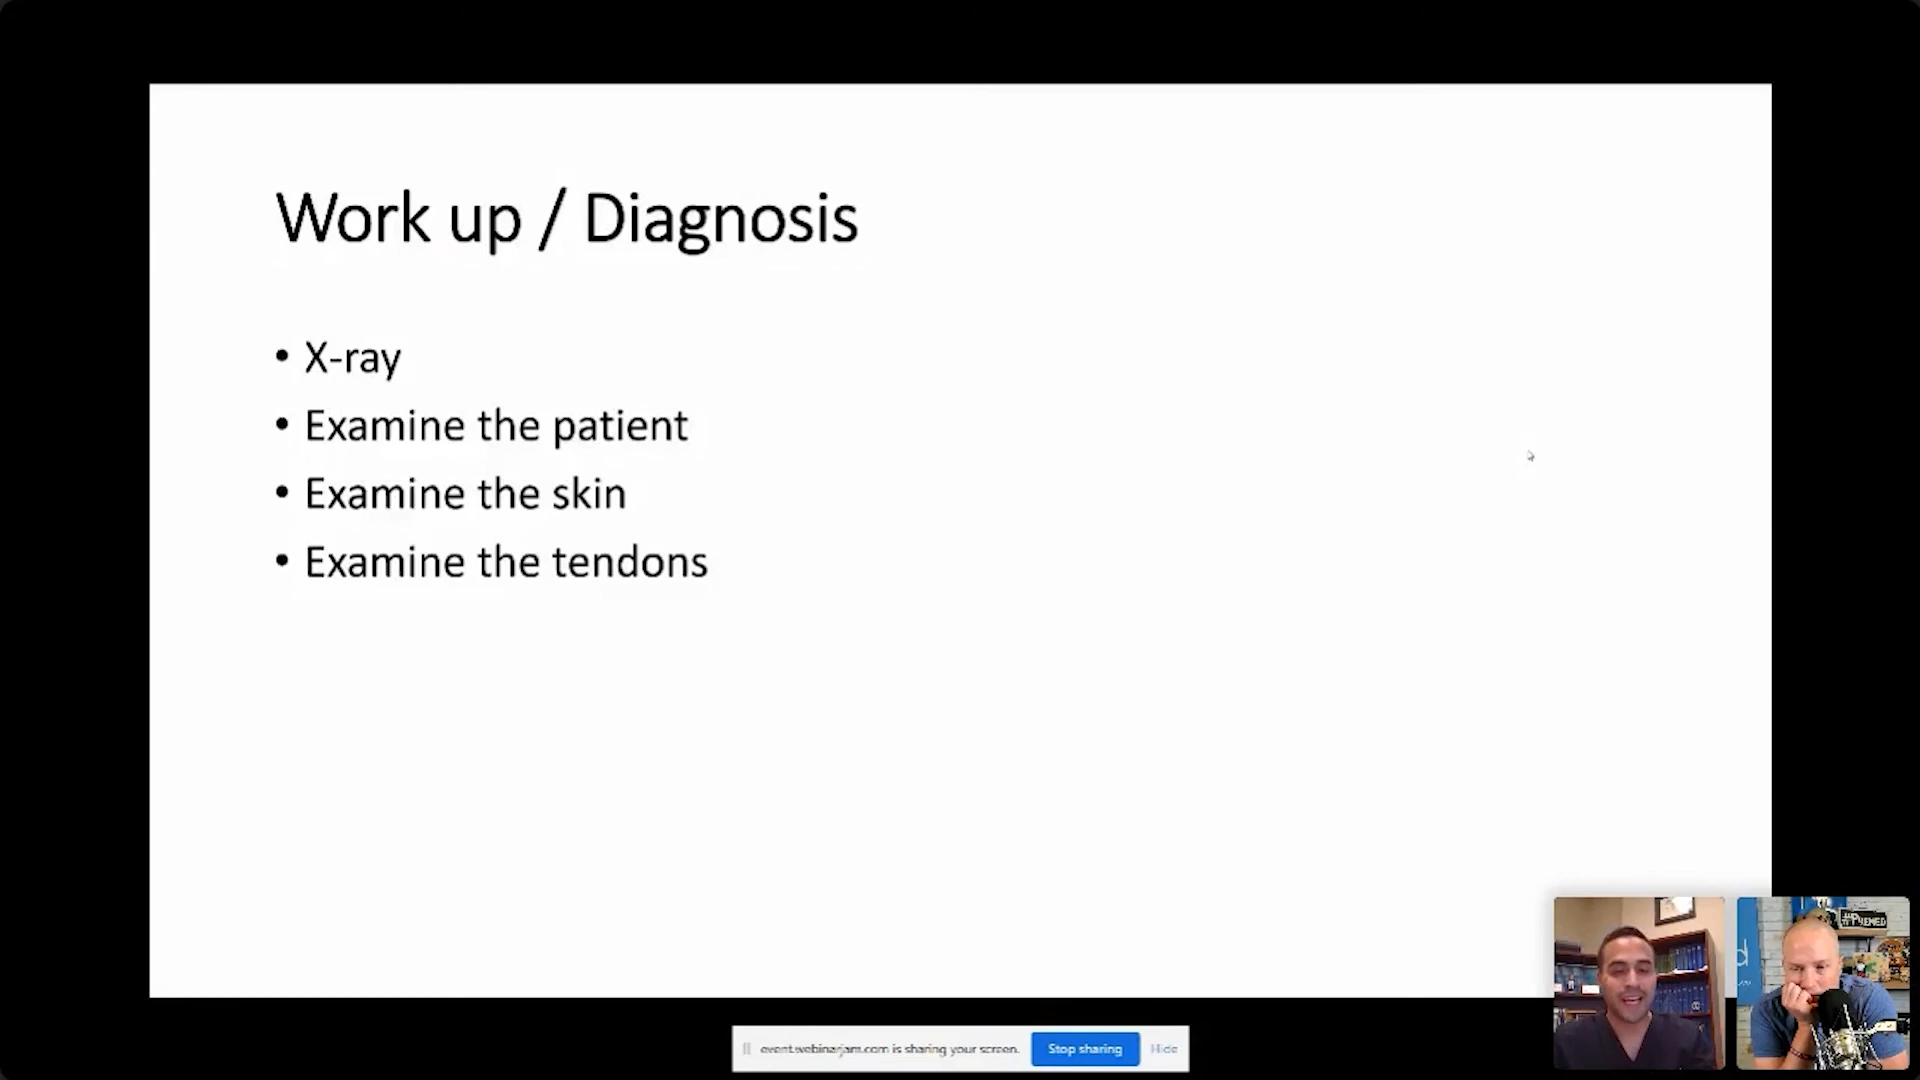 Work up / Diagnosis
• X-ray
• Examine the patient
• Examine the skin
• Examine the tendons
#PREMED
d
event.webinarjam.com is sharing your screen.
Stop sharing
Hide